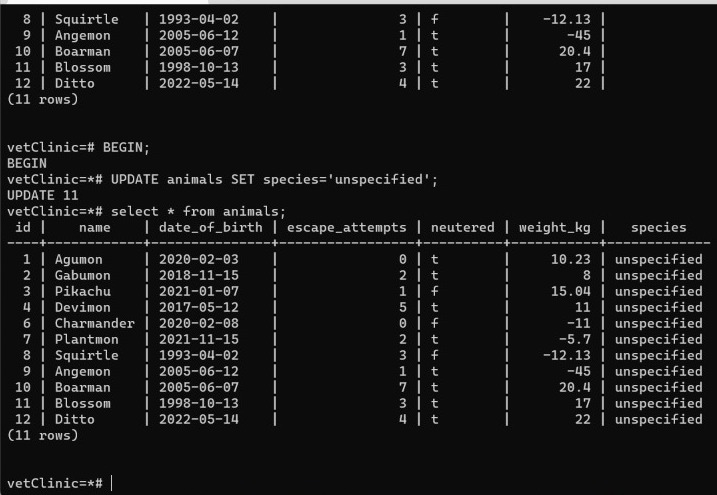 8 | Squirtle   | 1993-04-02    |               3 | f        |    -12.13 |
  9 | Angemon    | 2005-06-12    |               1 | t        |       -45 |
 10 | Boarman    | 2005-06-07    |               7 | t        |      20.4 |
 11 | Blossom    | 1998-10-13    |               3 | t        |        17 |
 12 | Ditto      | 2022-05-14    |               4 | t        |        22 |
(11 rows)
vetClinic=# BEGIN;
BEGIN
vetClinic=*# UPDATE animals SET species='unspecified';
UPDATE 11
vetClinic=*# select * from animals;
 id |    name    | date_of_birth | escape_attempts | neutered | weight_kg |   species
----+------------+---------------+-----------------+----------+-----------+-------------
  1 | Agumon     | 2020-02-03    |               0 | t        |     10.23 | unspecified
  2 | Gabumon    | 2018-11-15    |               2 | t        |         8 | unspecified
  3 | Pikachu    | 2021-01-07    |               1 | f        |     15.04 | unspecified
  4 | Devimon    | 2017-05-12    |               5 | t        |        11 | unspecified
  6 | Charmander | 2020-02-08    |               0 | f        |       -11 | unspecified
  7 | Plantmon   | 2021-11-15    |               2 | t        |      -5.7 | unspecified
  8 | Squirtle   | 1993-04-02    |               3 | f        |    -12.13 | unspecified
  9 | Angemon    | 2005-06-12    |               1 | t        |       -45 | unspecified
 10 | Boarman    | 2005-06-07    |               7 | t        |      20.4 | unspecified
 11 | Blossom    | 1998-10-13    |               3 | t        |        17 | unspecified
 12 | Ditto      | 2022-05-14    |               4 | t        |        22 | unspecified
(11 rows)
vetClinic=*#